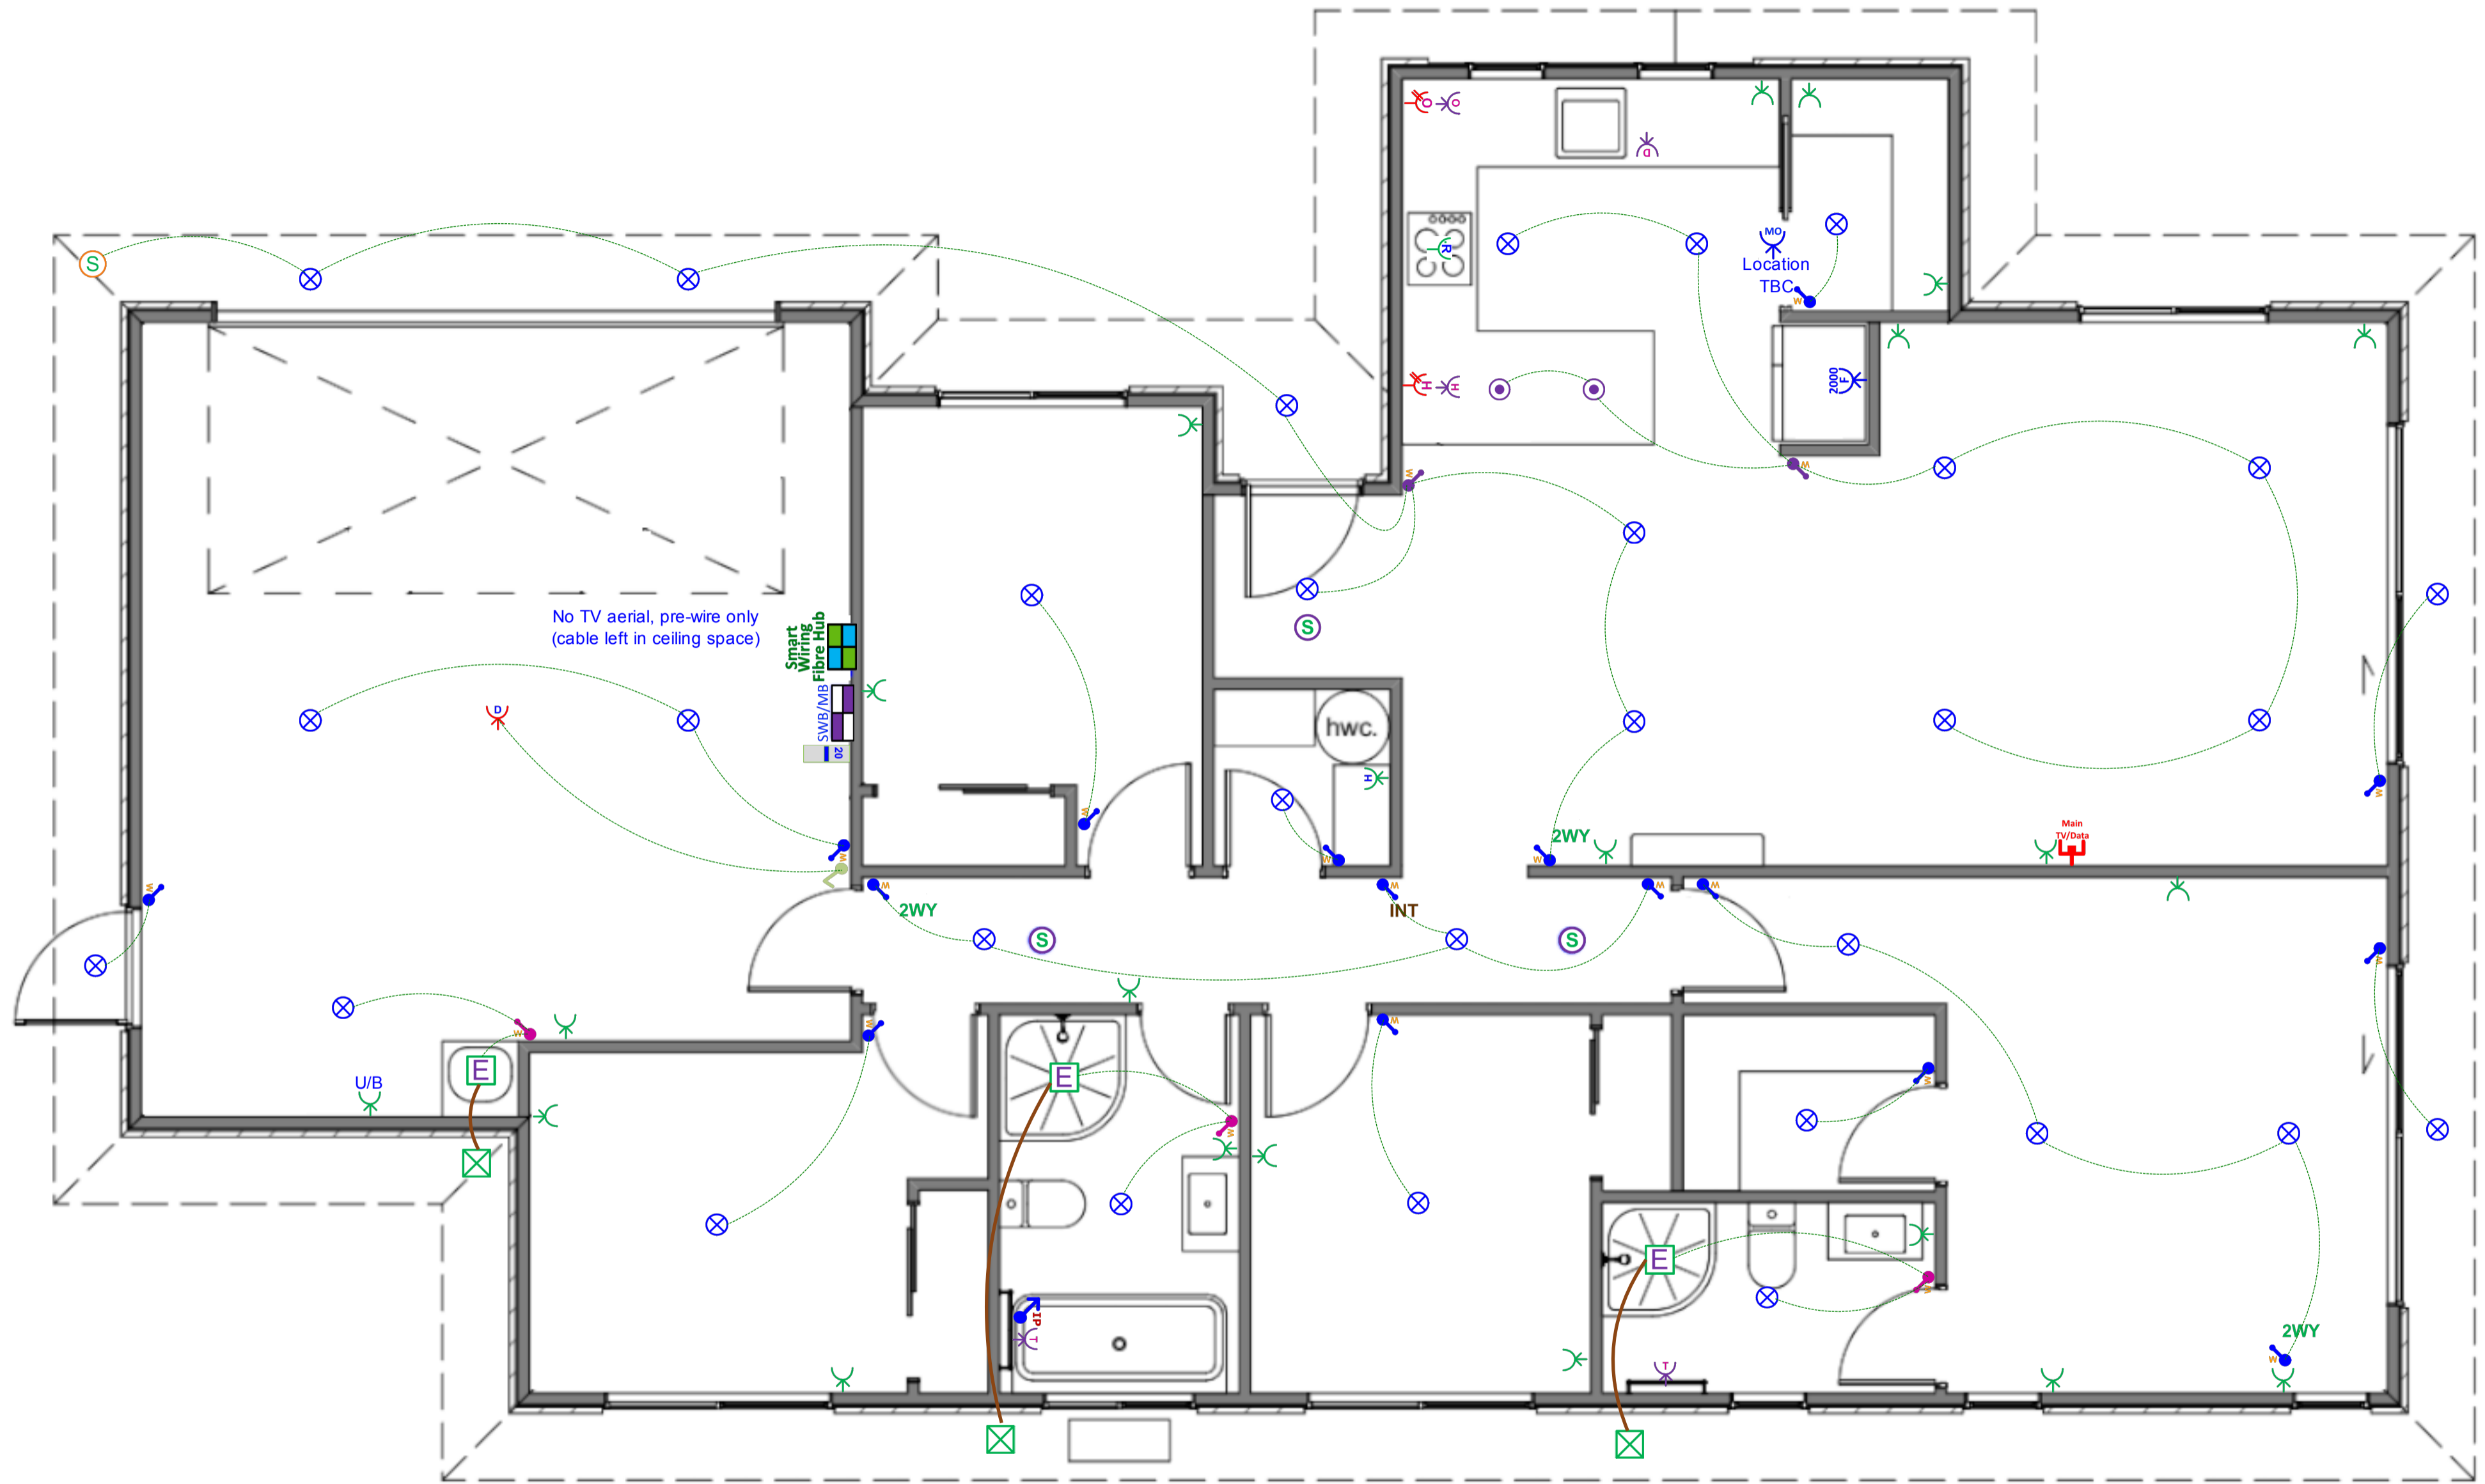 O
O
D
S
MO
Location
TBC
W
R
2000
F
H
H
W
W
No TV aerial, pre-wire only
(cable left in ceiling space)
Smart
Wiring
Fibre Hub
S
D
SWB/MB
20
hwc.
H
W
W
W
Main
TV/Data
2WY
W
W
W
W
2WY
W
INT
W
W
S
S
W
W
W
W
E
U/B
E
W
W
E
W
IP
T
2WY
W
T